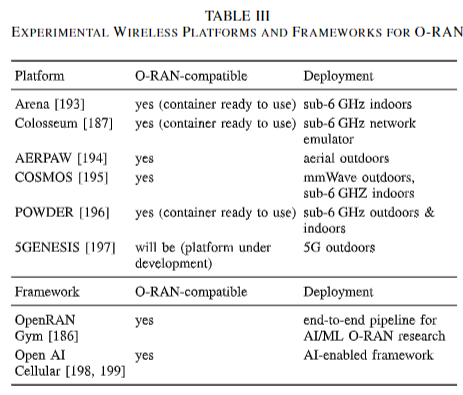 TABLE III
EXPERIMENTAL WIRELESS PLATFORMS AND FRAMEWORKS FOR O-RAN
Platform O-RAN-compatible Deployment
Arena [193] yes (container ready to use) sub-6 GHz indoors
Colosseum [187] yes (container ready to use) sub-6 GHz network
emulator
AERPAW [194] yes aerial outdoors
COSMOS [195] yes mmWave outdoors,
sub-6 GHZ indoors
POWDER [196] yes (container ready to use) sub-6 GHz outdoors &
indoors
5GENESIS [197] will be (platform under 5G outdoors
development)
Framework O-RAN-compatible Deployment
OpenRAN yes end-to-end pipeline for
Gym [186] AI/ML O-RAN research
Open AI yes AI-enabled framework
Cellular [198, 199]